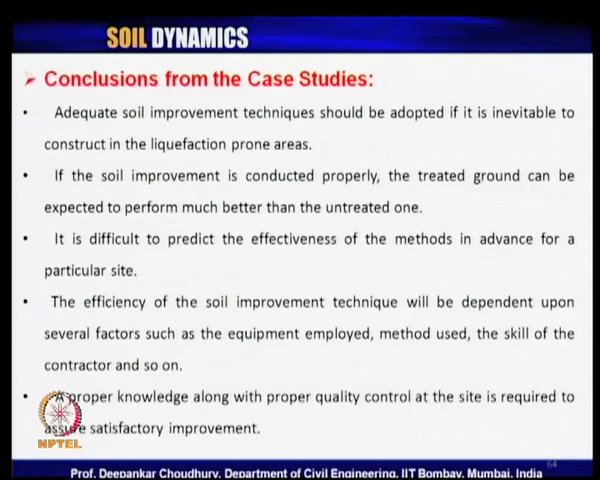 SOIL DYNAMICS
➢ Conclusions from the Case Studies:
• Adequate soil improvement techniques should be adopted if it is inevitable to
construct in the liquefaction prone areas.
• If the soil improvement is conducted properly, the treated ground can be
expected to perform much better than the untreated one.
• It is difficult to predict the effectiveness of the methods in advance for a
particular site.
• The efficiency of the soil improvement technique will be dependent upon
several factors such as the equipment employed, method used, the skill of the
contractor and so on.
• A proper knowledge along with proper quality control at the site is required to
assure satisfactory improvement.
NPTEL
64
Prof. Deepankar Choudhury, Department of Civil Engineering, IIT Bombay, Mumbai, India